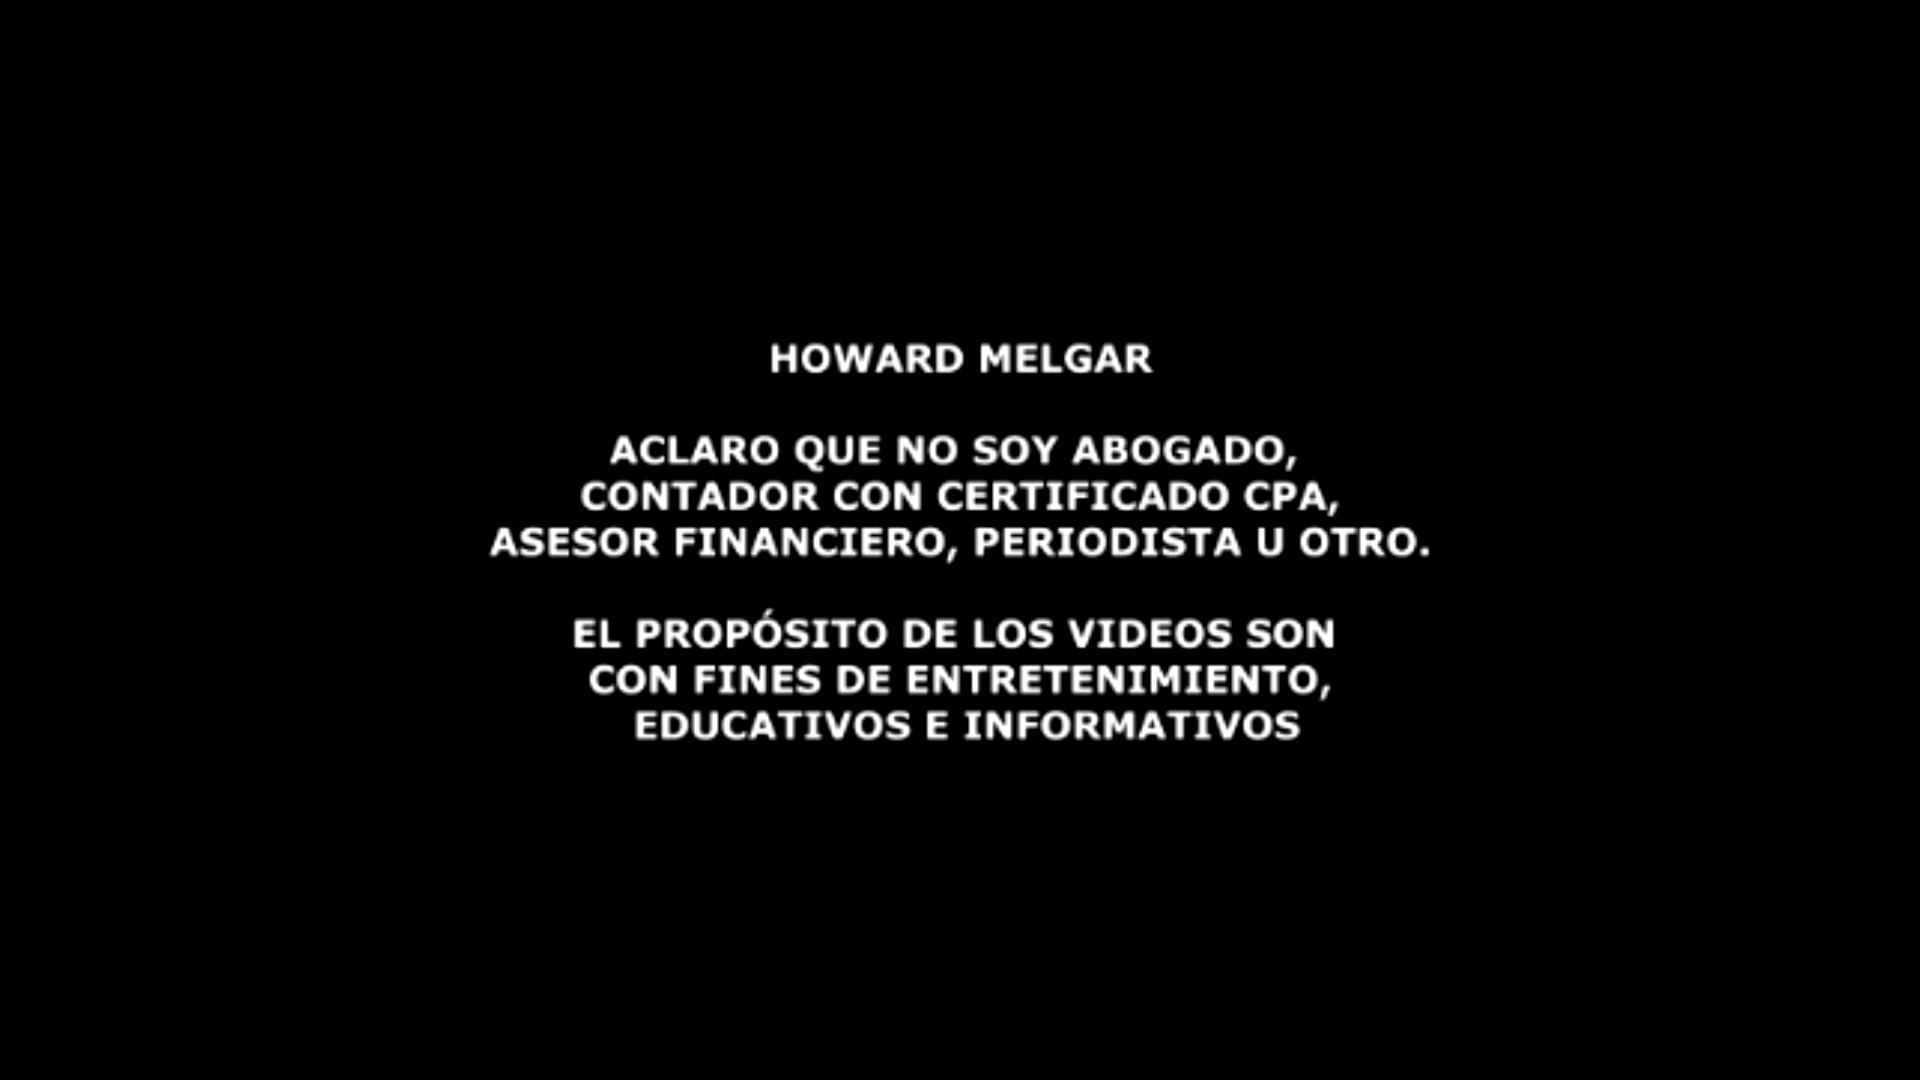 HOWARD MELGAR
ACLARO QUE NO SOY ABOGADO,
CONTADOR CON CERTIFICADO CPA,
ASESOR FINANCIERO, PERIODISTA U OTRO.
EL PROPÓSITO DE LOS VIDEOS SON
CON FINES DE ENTRETENIMIENTO,
EDUCATIVOS E INFORMATIVOS